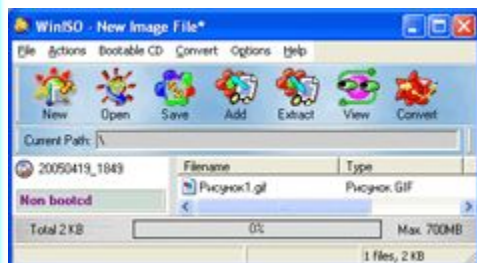 WinISO - New Image File*
File Actions Bootable CD Convert Options Help
New Open Save Add Extract View Convert
Current Path: \
20050419_1849
Filename Type
Рисунок1.gif Рисунок GIF
Non bootcd
Total 2 KB 0% Max. 700MB
1 files, 2 KB